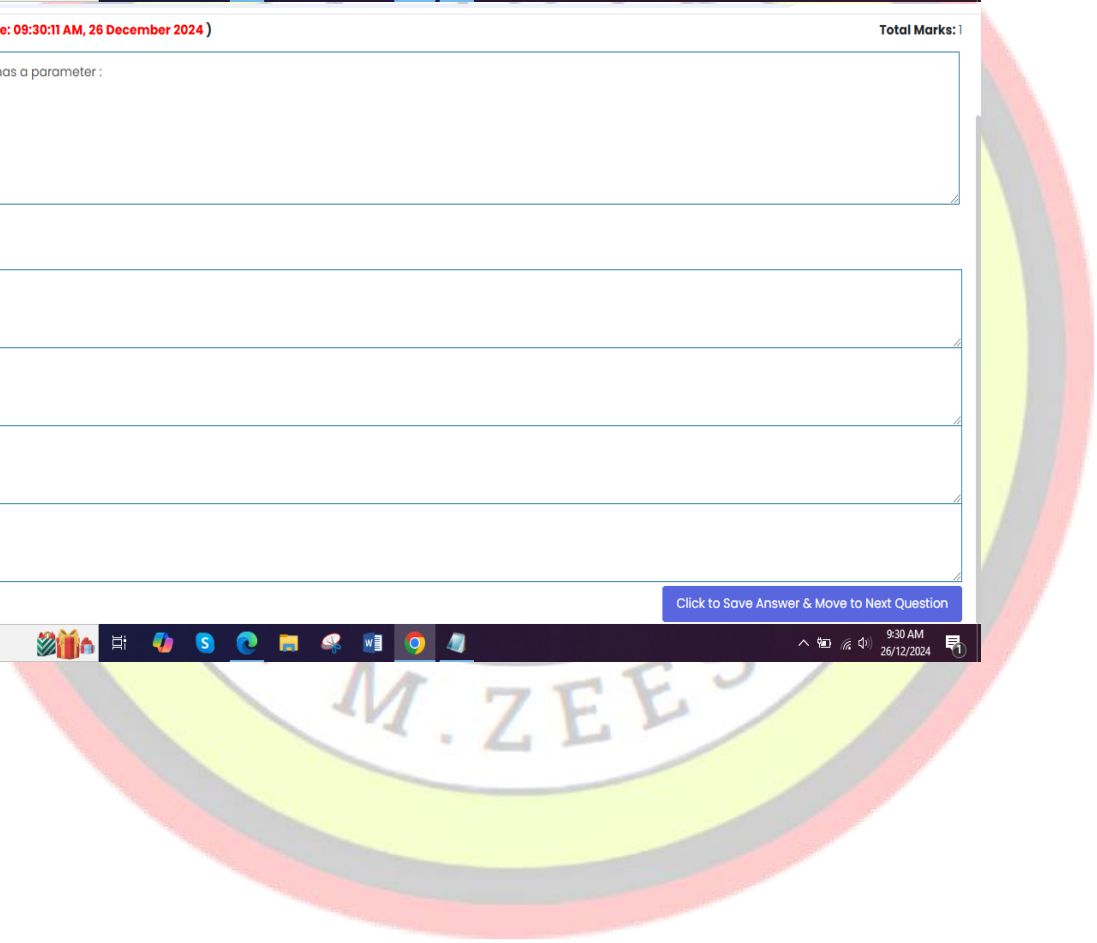 e: 09:30:11 AM, 26 December 2024 )
Total Marks: 1
has a parameter :
Click to Save Answer & Move to Next Question
9:30 AM
26/12/2024
1
M.ZEES